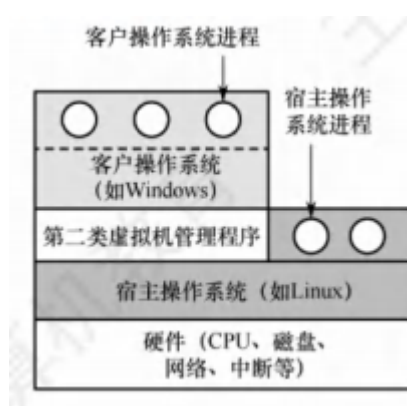 客户操作系统进程
宿主操作
系统进程
客户操作系统
（如Windows）
第二类虚拟机管理程序
宿主操作系统（如Linux）
硬件（CPU、磁盘、
网络、中断等）